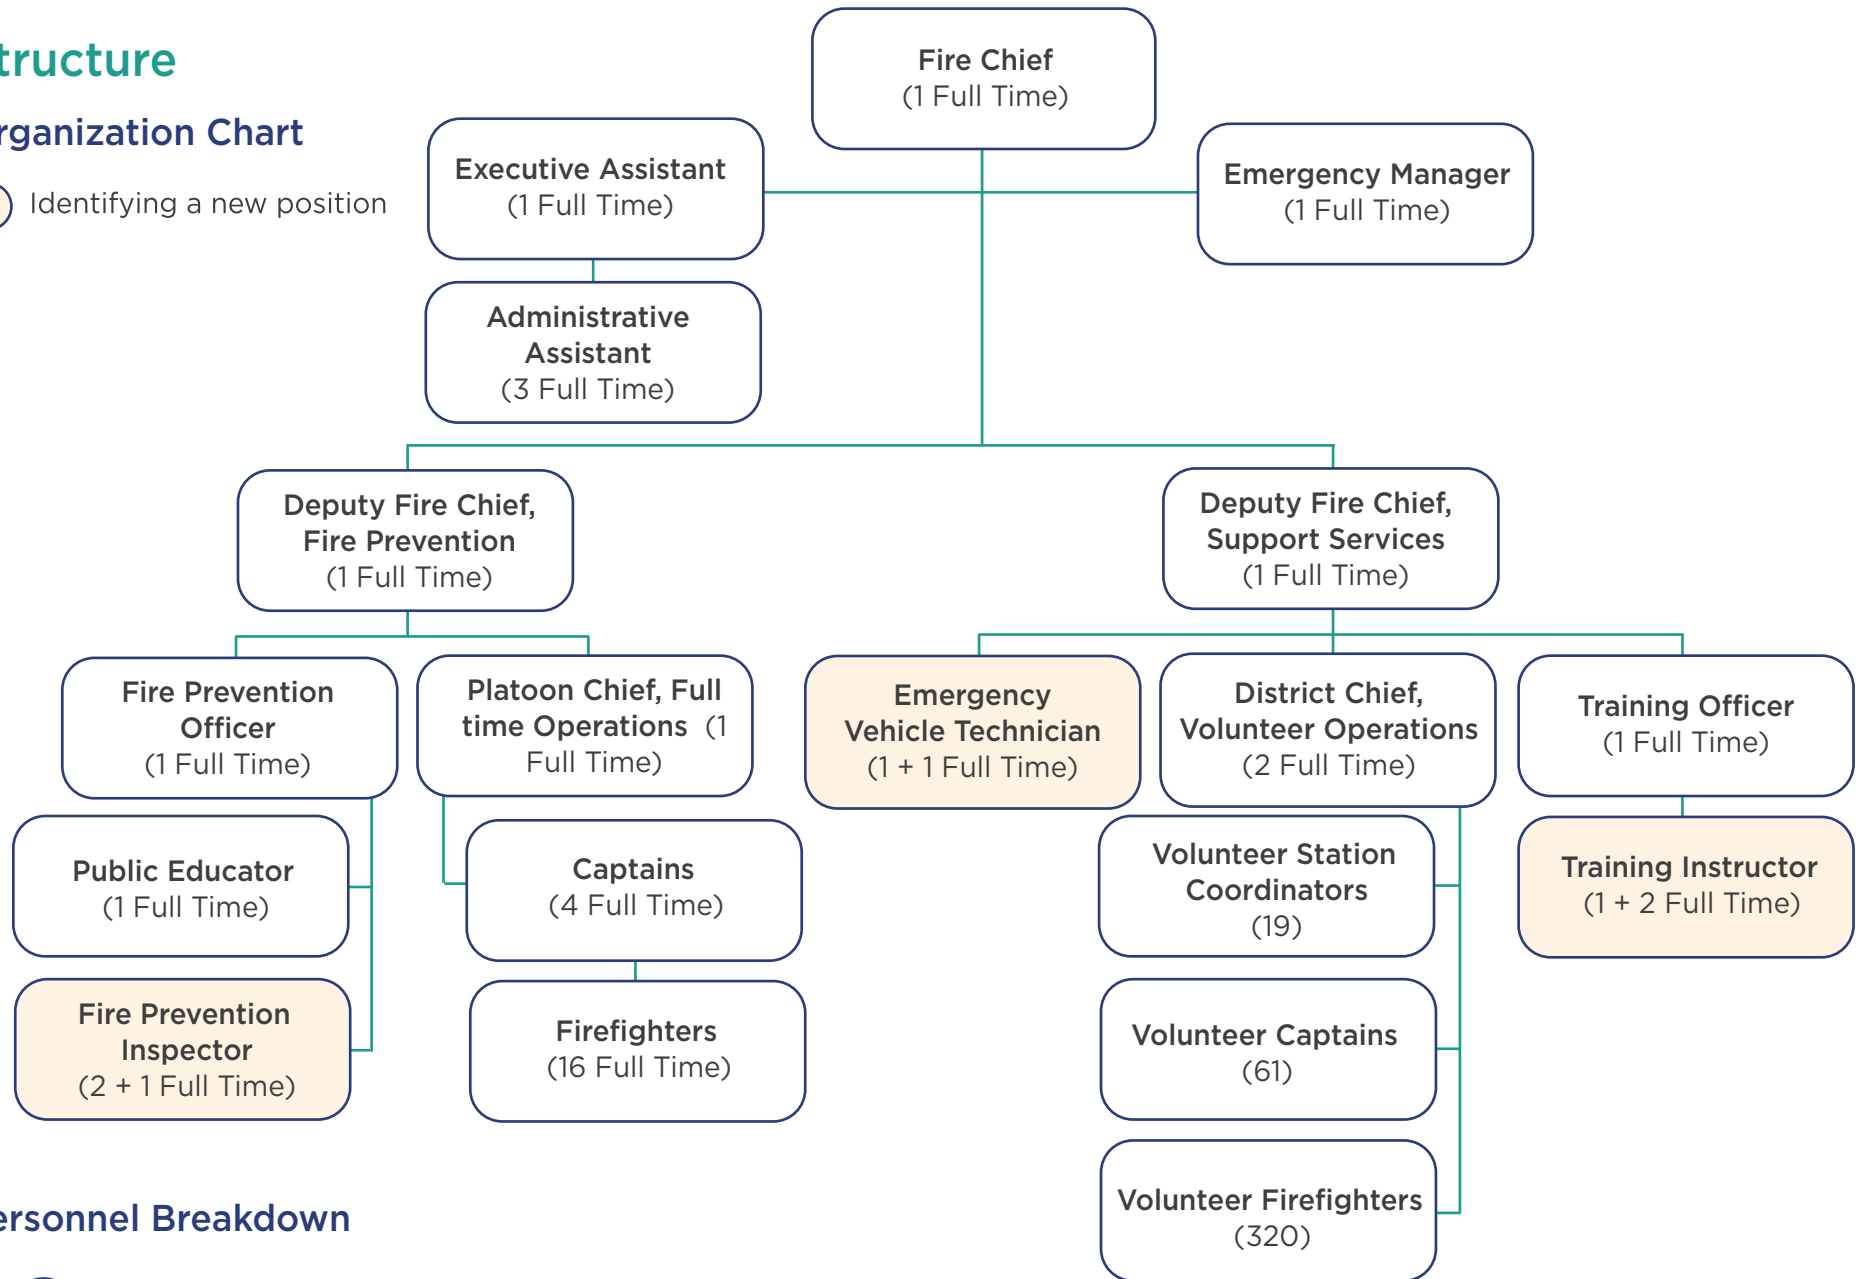 tructure
rganization Chart
Identifying a new position
Fire Chief
(1 Full Time)
Executive Assistant
(1 Full Time)
Emergency Manager
(1 Full Time)
Administrative
Assistant
(3 Full Time)
Deputy Fire Chief,
Fire Prevention
(1 Full Time)
Deputy Fire Chief,
Support Services
(1 Full Time)
Fire Prevention
Officer
(1 Full Time)
Platoon Chief, Full
time Operations (1
Full Time)
Emergency
Vehicle Technician
(1 + 1 Full Time)
District Chief,
Volunteer Operations
(2 Full Time)
Training Officer
(1 Full Time)
Public Educator
(1 Full Time)
Captains
(4 Full Time)
Volunteer Station
Coordinators
(19)
Training Instructor
(1 + 2 Full Time)
Fire Prevention
Inspector
(2 + 1 Full Time)
Firefighters
(16 Full Time)
Volunteer Captains
(61)
Volunteer Firefighters
(320)
ersonnel Breakdown